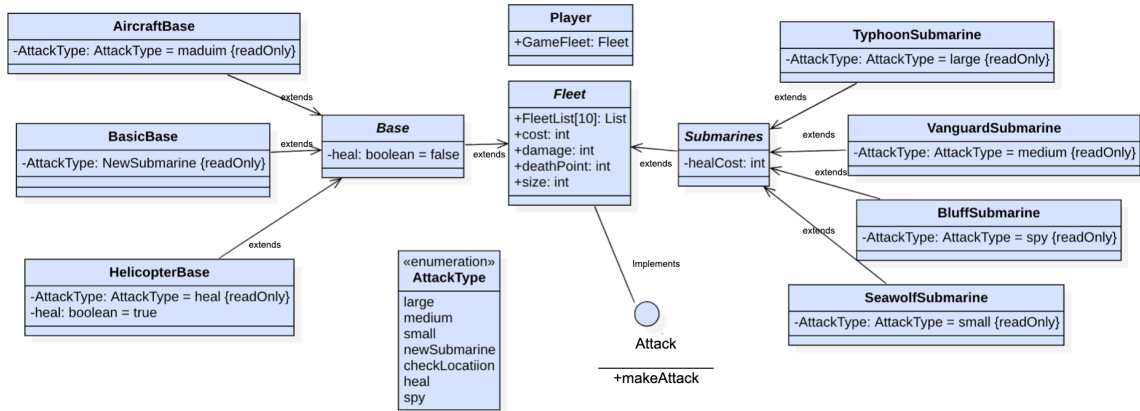 AircraftBase
-AttackType: AttackType = maduim {readOnly}
extends
BasicBase
-AttackType: NewSubmarine {readOnly}
extends
HelicopterBase
-AttackType: AttackType = heal {readOnly}
-heal: boolean = true
extends
Base
-heal: boolean = false
extends
Player
+GameFleet: Fleet
Fleet
+FleetList[10]: List
+cost: int
+damage: int
+deathPoint: int
+size: int
«enumeration»
AttackType
large
medium
small
newSubmarine
checkLocatiion
heal
spy
Implements
Attack
+makeAttack
extends
Submarines
-healCost: int
TyphoonSubmarine
-AttackType: AttackType = large {readOnly}
extends
VanguardSubmarine
-AttackType: AttackType = medium {readOnly}
extends
BluffSubmarine
-AttackType: AttackType = spy {readOnly}
extends
SeawolfSubmarine
-AttackType: AttackType = small {readOnly}
extends